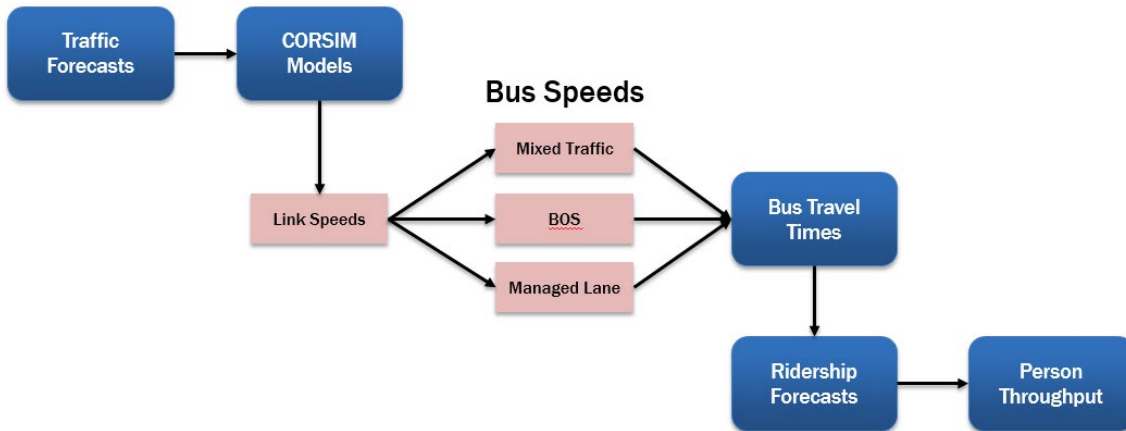 Traffic
Forecasts
CORSIM
Models
Bus Speeds
Mixed Traffic
Link Speeds
BOS
Managed Lane
Bus Travel
Times
Ridership
Forecasts
Person
Throughput